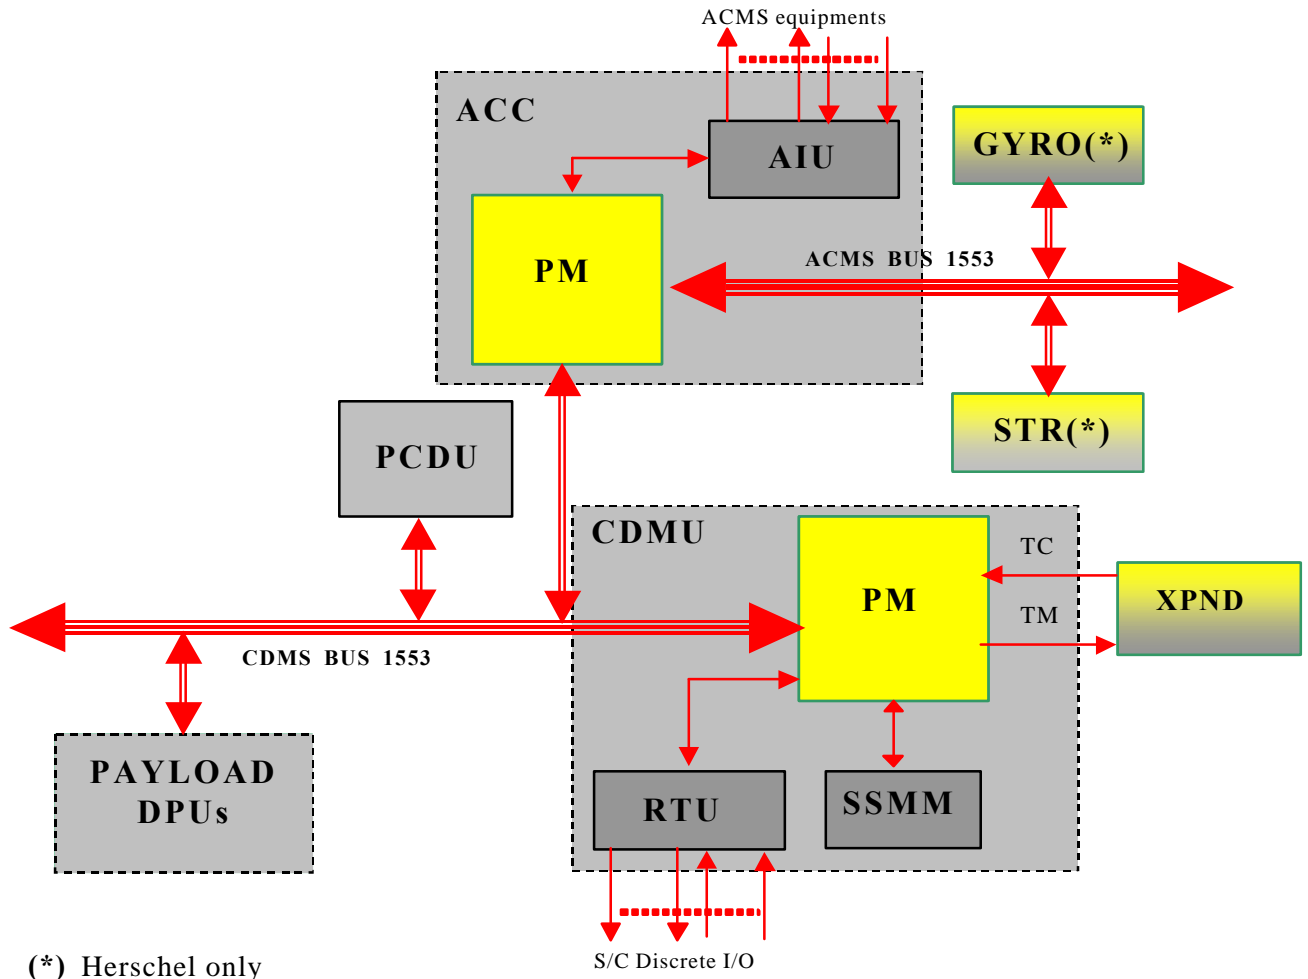 ACMS equipments
ACC
AIU
GYRO(*)
PM
ACMS BUS 1553
STR(*)
PCDU
CDMU
TC
PM
XPND
TM
CDMS BUS 1553
PAYLOAD
DPUs
RTU
SSMM
S/C Discrete I/O
(*) Herschel only